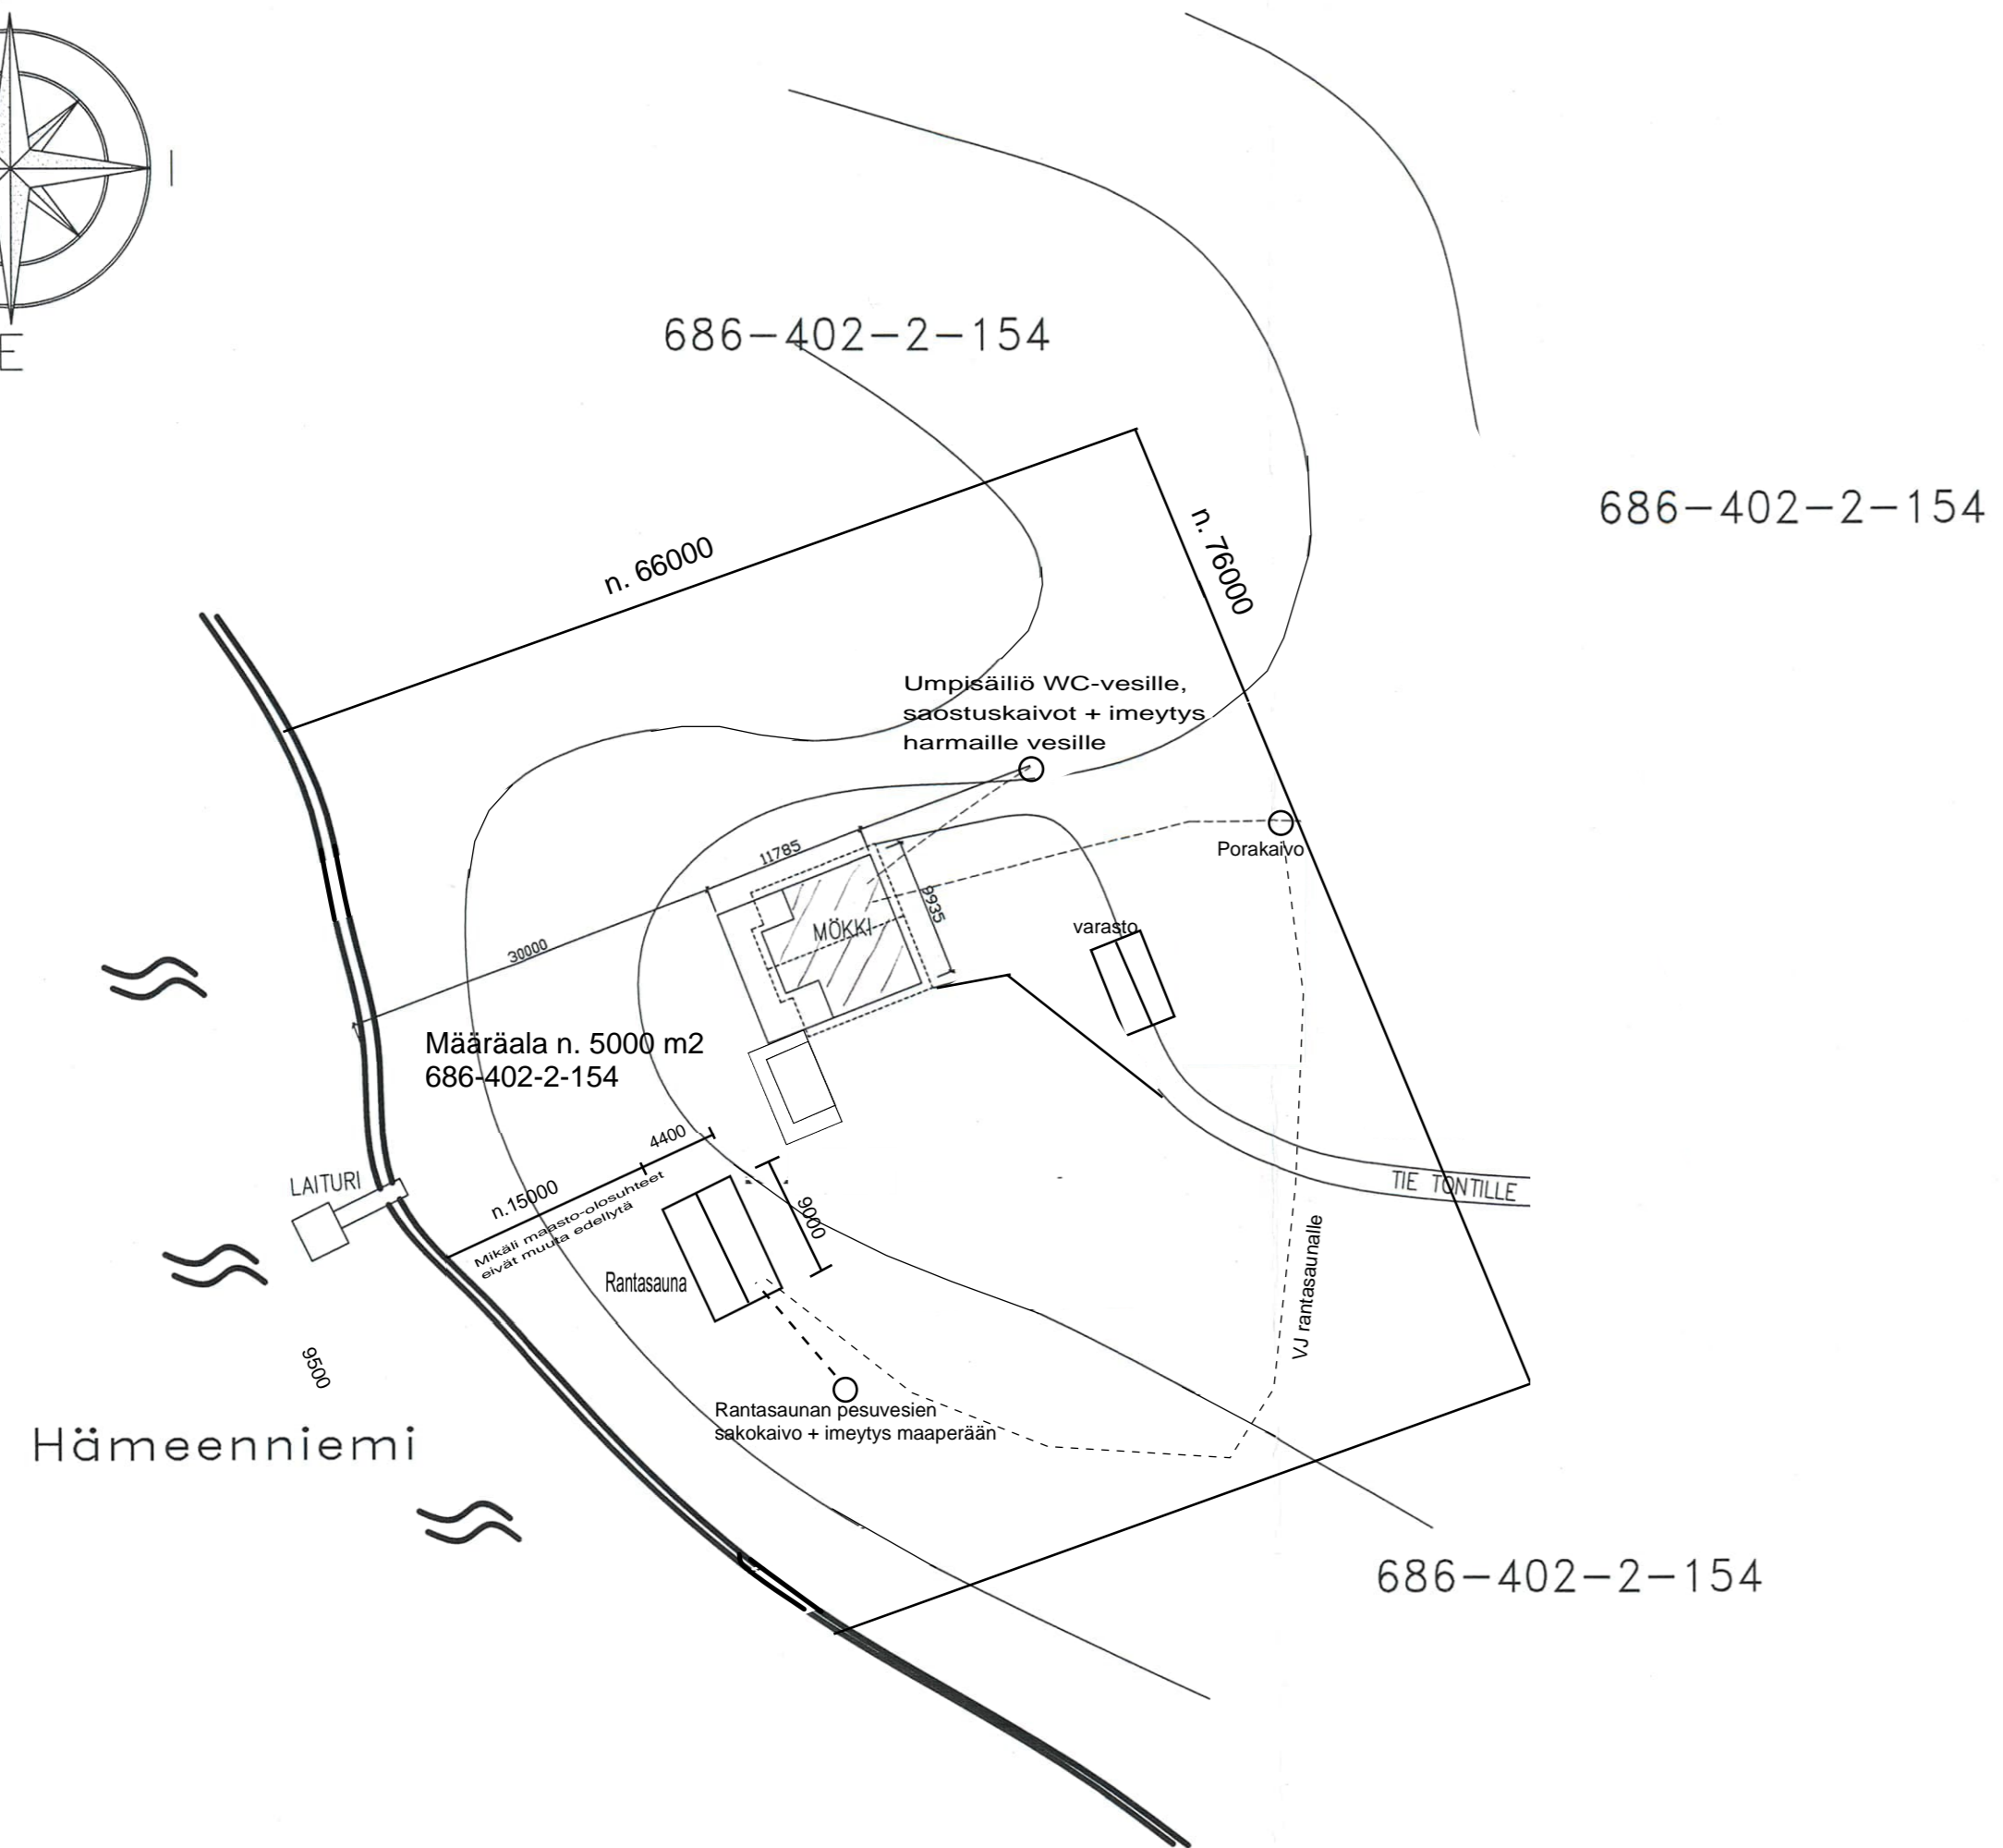 I
E
686-402-2-154
686-402-2-154
n. 66000
n. 76000
Umpisäiliö WC-vesille,
saostuskaivot + imeytys
harmaille vesille
Porakaivo
11785
9935
MÖKKI
varasto
30000
Määräala n. 5000 m2
686-402-2-154
4400
n.15000
Mikäli maasto-olosuhteet
eivät muuta edellytä
LAITURI
9000
Rantasauna
TIE TONTILLE
VJ rantasaunalle
9500
Rantasaunan pesuvesien
sakokaivo + imeytys maaperään
Hämeenniemi
686-402-2-154